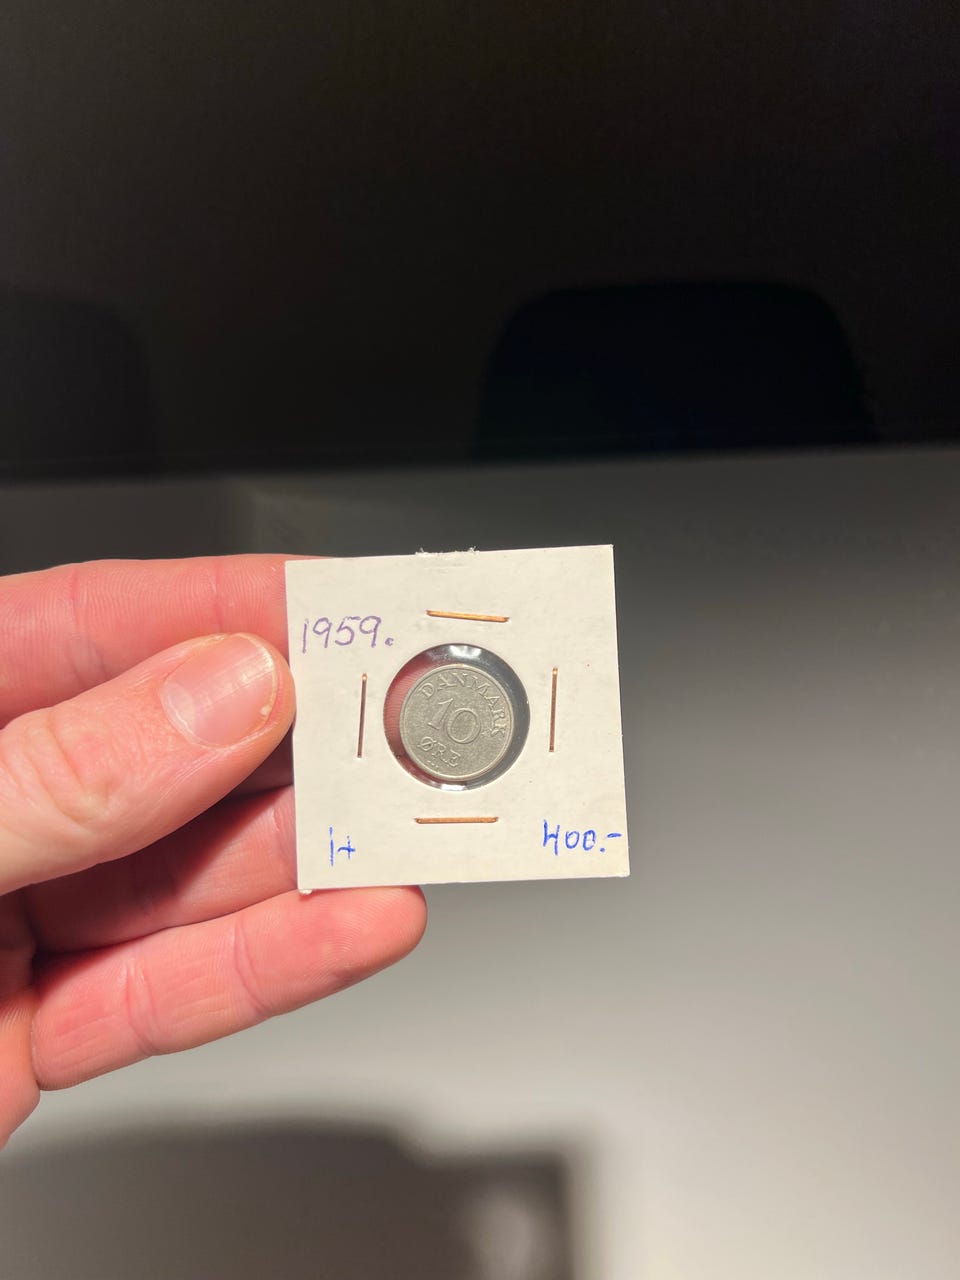 1959.
DANMARK
10
ØRE
1+
400.-